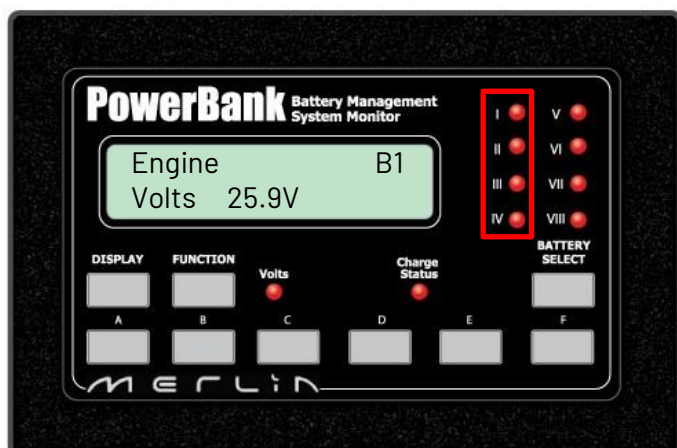 PowerBank Battery Management
System Monitor
Engine B1
Volts 25.9V
I V
II VI
III VII
IV VIII
DISPLAY FUNCTION Volts Charge Status BATTERY SELECT
A B C D E F
MERLIN